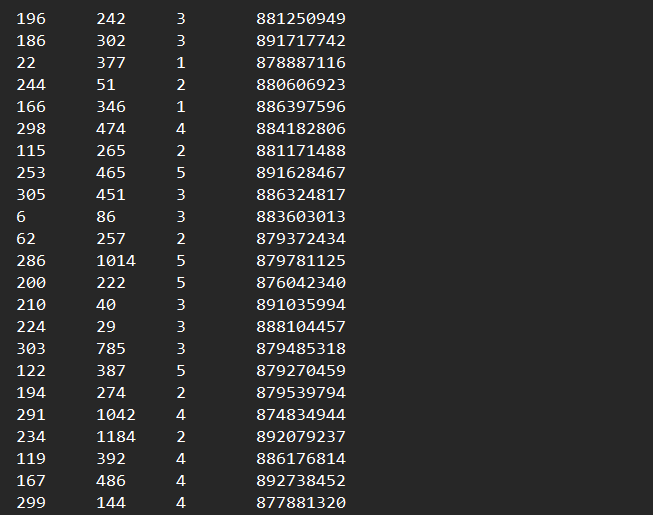 196 242 3 881250949
186 302 3 891717742
22 377 1 878887116
244 51 2 880606923
166 346 1 886397596
298 474 4 884182806
115 265 2 881171488
253 465 5 891628467
305 451 3 886324817
6 86 3 883603013
62 257 2 879372434
286 1014 5 879781125
200 222 5 876042340
210 40 3 891035994
224 29 3 888104457
303 785 3 879485318
122 387 5 879270459
194 274 2 879539794
291 1042 4 874834944
234 1184 2 892079237
119 392 4 886176814
167 486 4 892738452
299 144 4 877881320